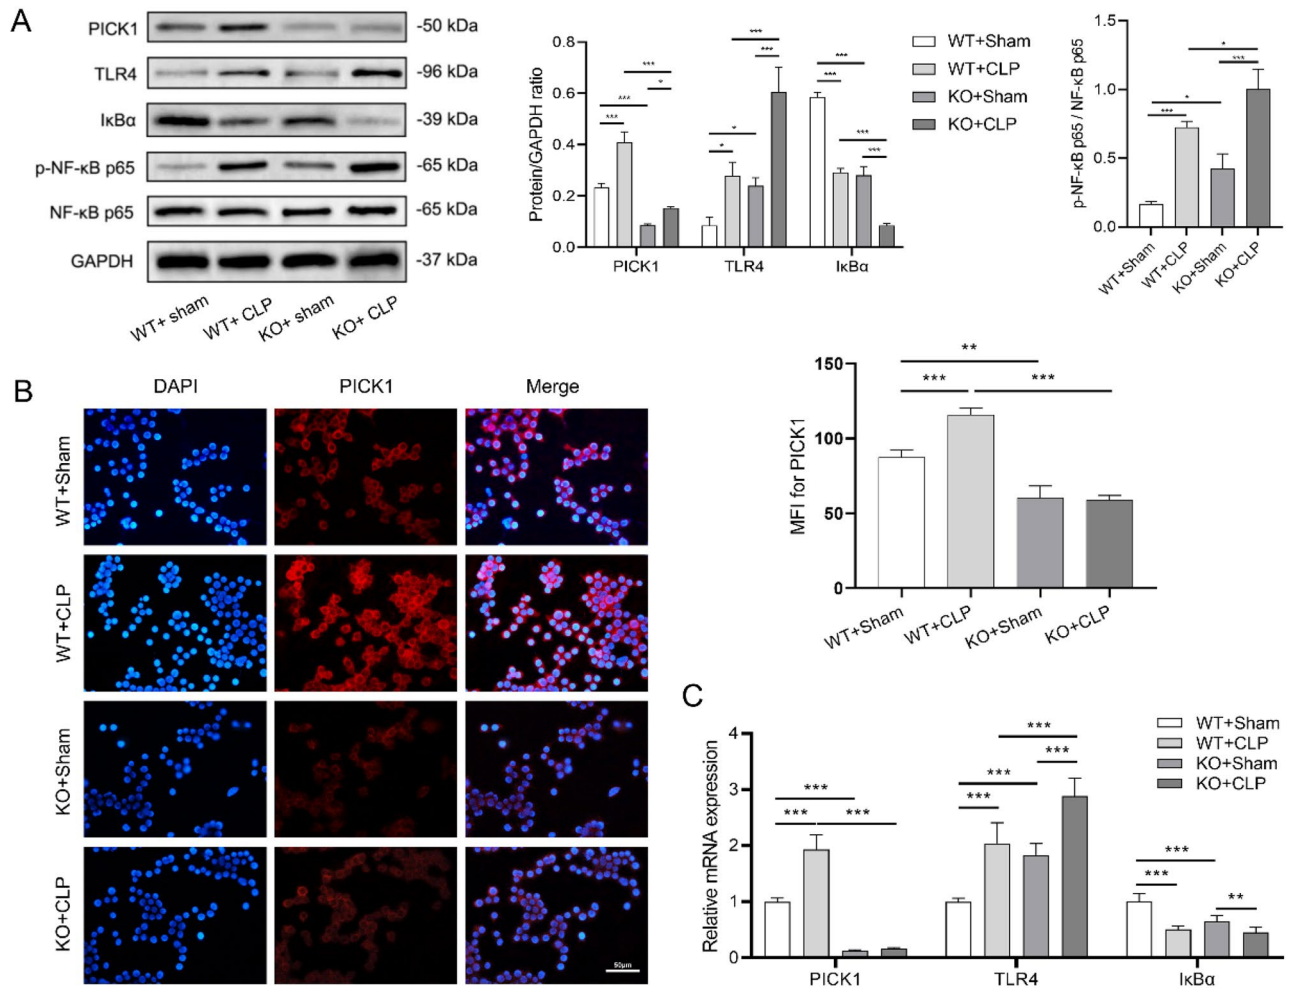 A
PICK1
-50 kDa
TLR4
-96 kDa
IκBα
-39 kDa
p-NF-κB p65
-65 kDa
NF-κB p65
-65 kDa
GAPDH
-37 kDa
WT+ sham
WT+ CLP
KO+ sham
KO+ CLP
Protein/GAPDH ratio
0.8
0.6
0.4
0.2
0.0
***
***
***
*
*
*
***
***
***
***
***
***
PICK1
TLR4
IκBα
WT+Sham
WT+CLP
KO+Sham
KO+CLP
p-NF-κB p65 / NF-κB p65
1.5
1.0
0.5
0.0
*
***
*
***
WT+Sham
WT+CLP
KO+Sham
KO+CLP
B
DAPI
PICK1
Merge
WT+Sham
WT+CLP
KO+Sham
KO+CLP
50μm
MFI for PICK1
150
100
50
0
**
***
***
WT+Sham
WT+CLP
KO+Sham
KO+CLP
C
Relative mRNA expression
4
3
2
1
0
***
***
***
***
***
***
***
***
***
**
PICK1
TLR4
IκBα
WT+Sham
WT+CLP
KO+Sham
KO+CLP